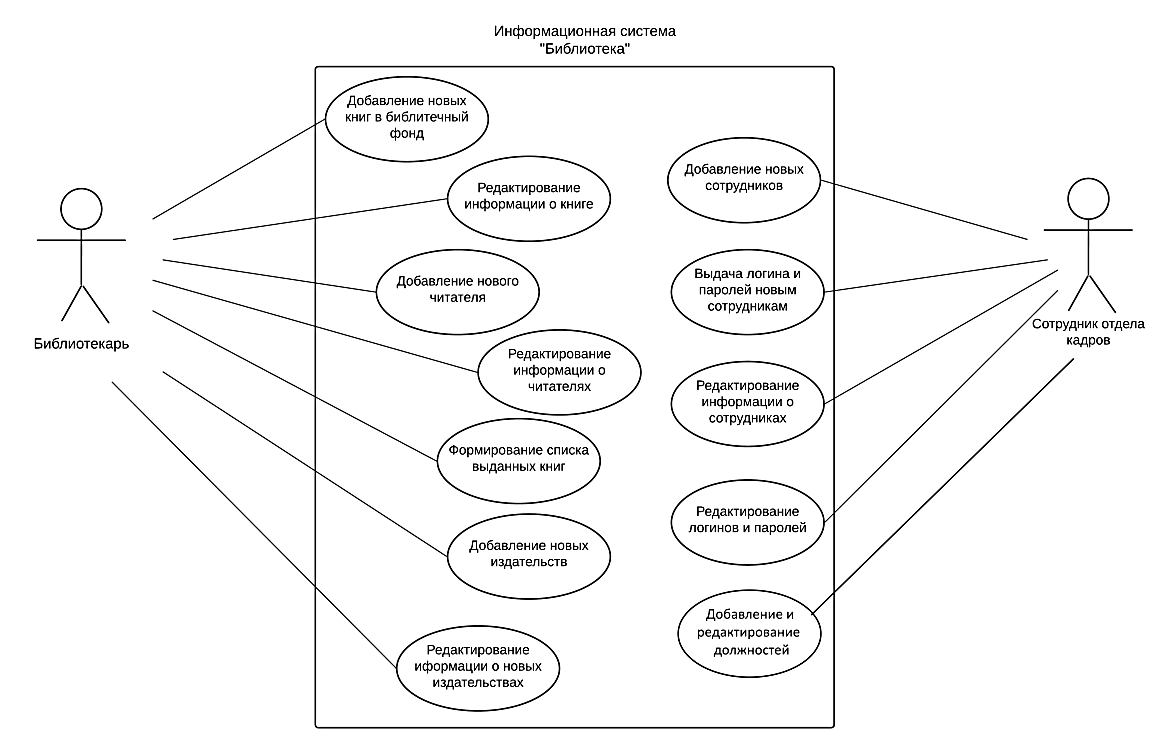 Информационная система
"Библиотека"
Добавление новых
книг в библитечный
фонд
Редактирование
информации о книге
Добавление нового
читателя
Редактирование
информации о
читателях
Формирование списка
выданных книг
Добавление новых
издательств
Редактирование
иформации о новых
издательствах
Добавление новых
сотрудников
Выдача логина и
паролей новым
сотрудникам
Редактирование
информации о
сотрудниках
Редактирование
логинов и паролей
Добавление и
редактирование
должностей
Библиотекарь
Сотрудник отдела
кадров